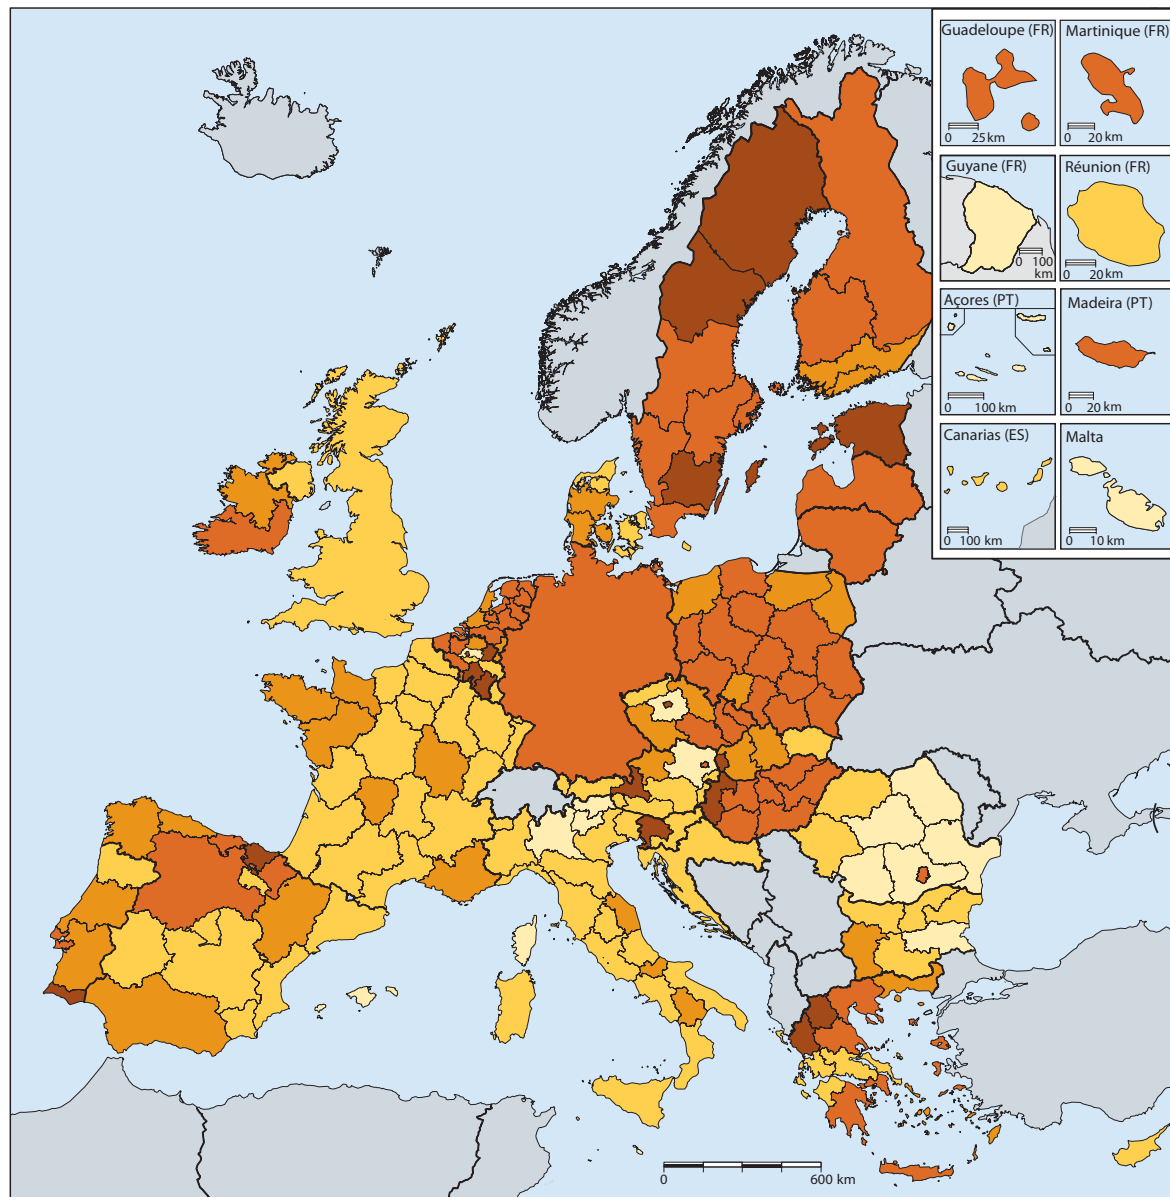 Guadeloupe (FR)
0 25 km
Martinique (FR)
0 20 km
Guyane (FR)
0 100
km
Réunion (FR)
0 20 km
Açores (PT)
0 100 km
Madeira (PT)
0 20 km
Canarias (ES)
0 100 km
Malta
0 10 km
0 600 km